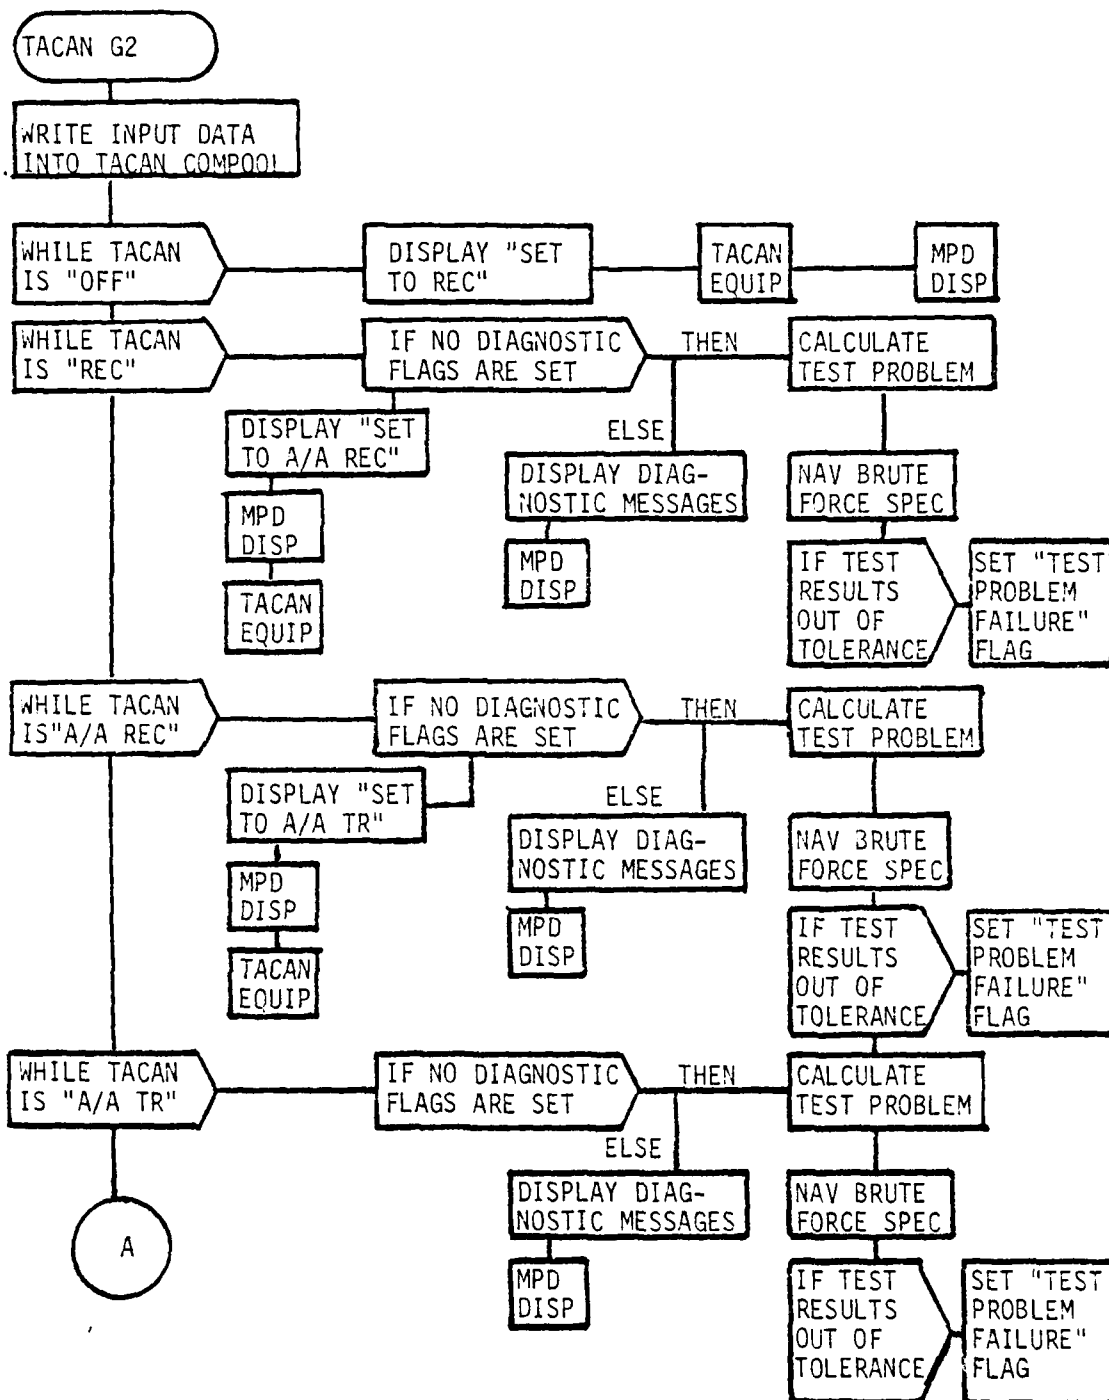 TACAN G2
WRITE INPUT DATA
INTO TACAN COMPOOL
WHILE TACAN
IS "OFF"
DISPLAY "SET
TO REC"
TACAN
EQUIP
MPD
DISP
WHILE TACAN
IS "REC"
IF NO DIAGNOSTIC
FLAGS ARE SET
THEN
CALCULATE
TEST PROBLEM
DISPLAY "SET
TO A/A REC"
MPD
DISP
TACAN
EQUIP
ELSE
DISPLAY DIAG-
NOSTIC MESSAGES
MPD
DISP
NAV BRUTE
FORCE SPEC
IF TEST
RESULTS
OUT OF
TOLERANCE
SET "TEST
PROBLEM
FAILURE"
FLAG
WHILE TACAN
IS"A/A REC"
IF NO DIAGNOSTIC
FLAGS ARE SET
THEN
CALCULATE
TEST PROBLEM
DISPLAY "SET
TO A/A TR"
MPD
DISP
TACAN
EQUIP
ELSE
DISPLAY DIAG-
NOSTIC MESSAGES
MPD
DISP
NAV BRUTE
FORCE SPEC
IF TEST
RESULTS
OUT OF
TOLERANCE
SET "TEST
PROBLEM
FAILURE"
FLAG
WHILE TACAN
IS "A/A TR"
IF NO DIAGNOSTIC
FLAGS ARE SET
THEN
CALCULATE
TEST PROBLEM
ELSE
DISPLAY DIAG-
NOSTIC MESSAGES
MPD
DISP
NAV BRUTE
FORCE SPEC
IF TEST
RESULTS
OUT OF
TOLERANCE
SET "TEST
PROBLEM
FAILURE"
FLAG
A